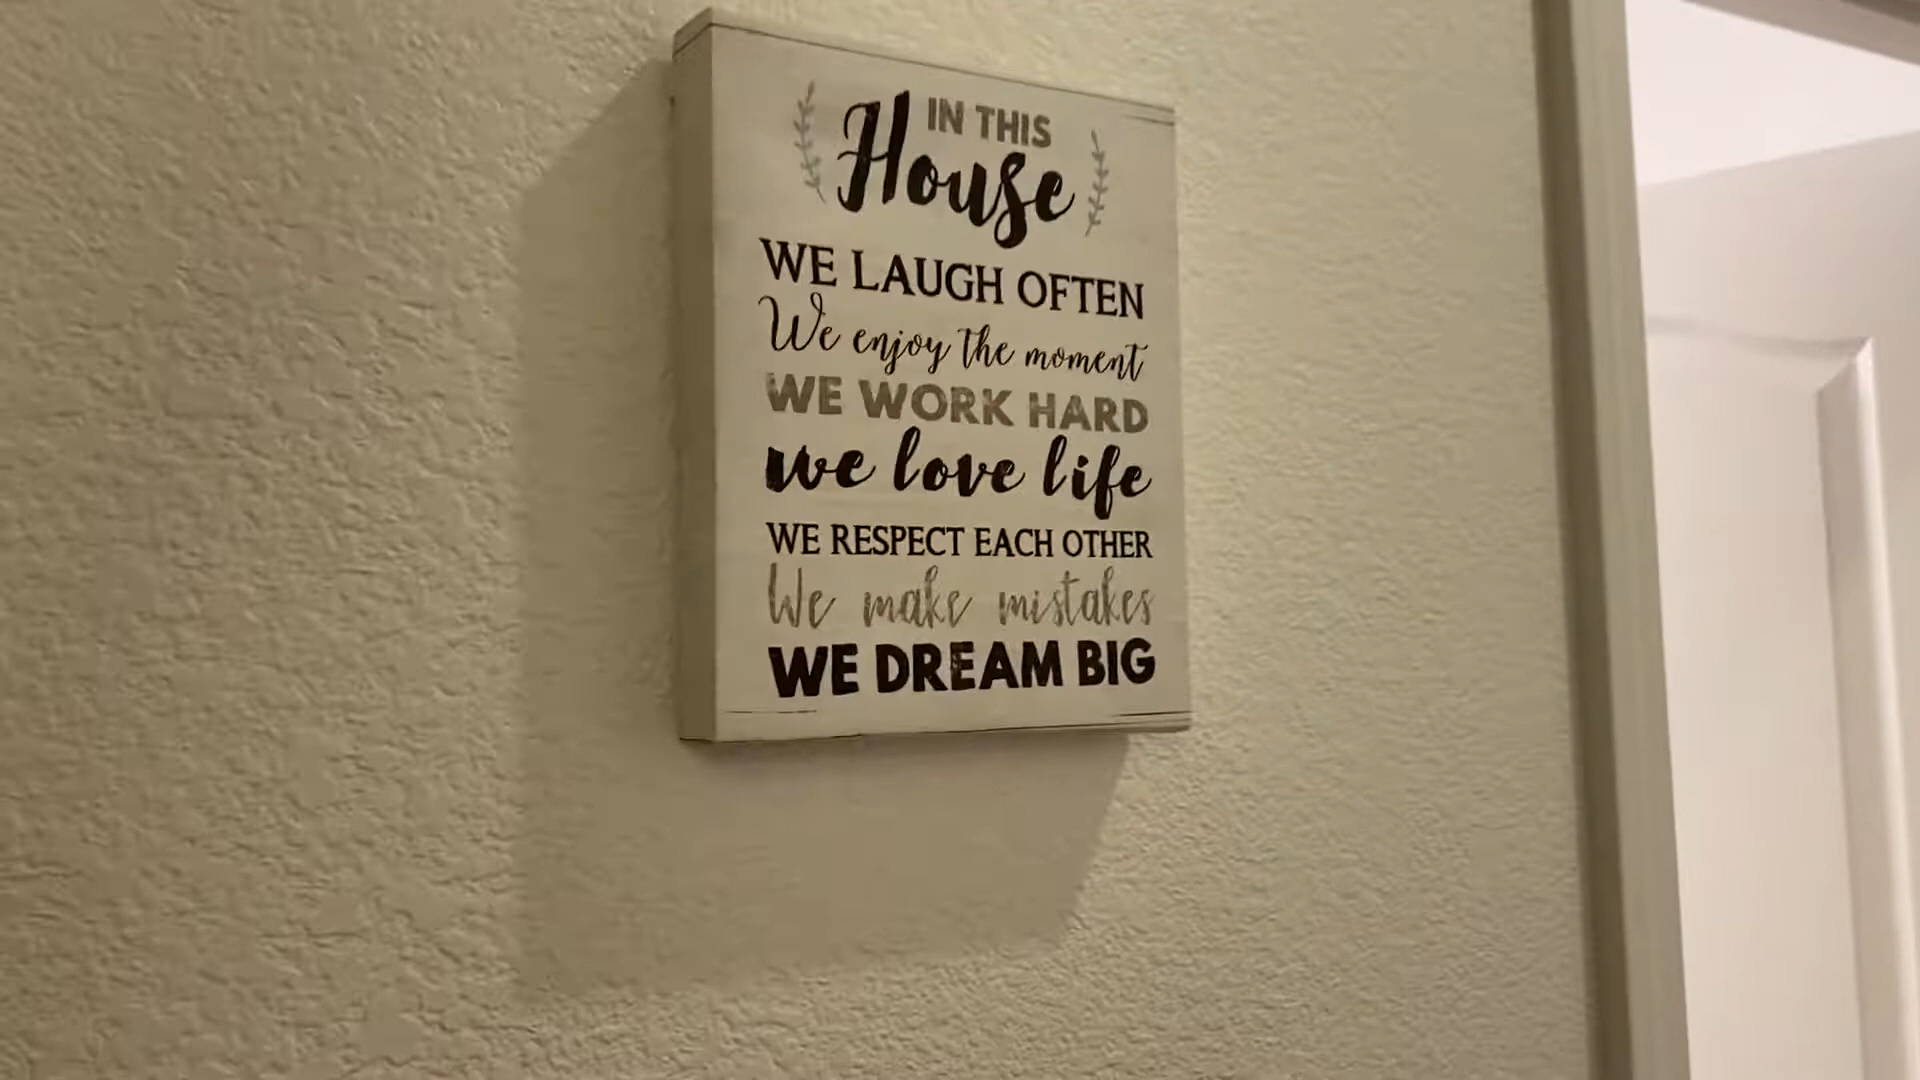 IN THIS
House
WE LAUGH OFTEN
We enjoy the moment
WE WORK HARD
we love life
WE RESPECT EACH OTHER
We make mistakes
WE DREAM BIG